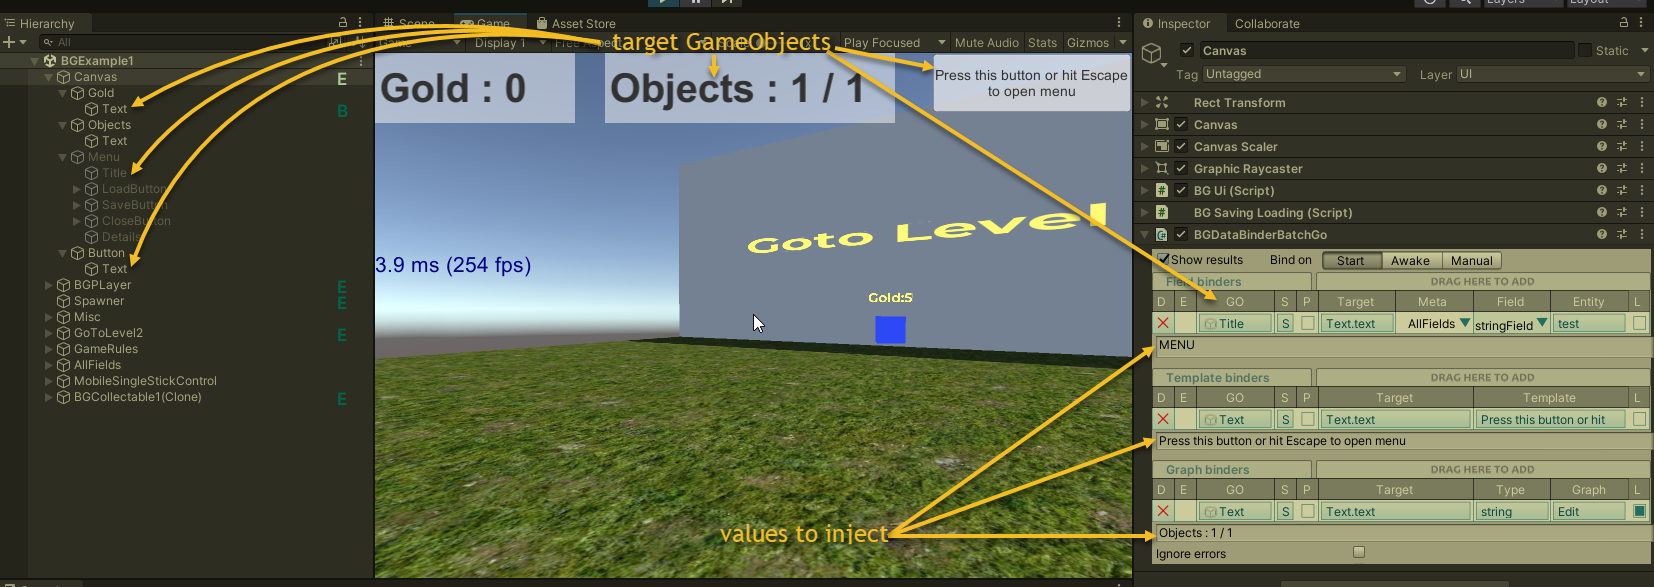 Hierarchy
Scene
Game
Asset Store
Inspector
Collaborate
Layers
Layout
All
Game
Display 1
Free Aspect
target GameObjects
Play Focused
Mute Audio
Stats
Gizmos
Canvas
Static
Tag
Untagged
Layer
UI
BGExample1
Canvas
E
Gold
Text
B
Objects
Text
Menu
Title
LoadButton
SaveButton
CloseButton
Details
Button
Text
BGPLayer
E
Spawner
E
Misc
GoToLevel2
E
GameRules
AllFields
MobileSingleStickControl
BGCollectable1(Clone)
E
Gold : 0
Objects : 1 / 1
Press this button or hit Escape
to open menu
3.9 ms (254 fps)
Goto Level
Gold:5
values to inject
Rect Transform
Canvas
Canvas Scaler
Graphic Raycaster
BG Ui (Script)
BG Saving Loading (Script)
BGDataBinderBatchGo
Show results
Bind on
Start
Awake
Manual
Field binders
DRAG HERE TO ADD
D E GO S P Target Meta Field Entity L
Title S Text.text AllFields stringField test
MENU
Template binders
DRAG HERE TO ADD
D E GO S P Target Template L
Text S Text.text Press this button or hit
Press this button or hit Escape to open menu
Graph binders
DRAG HERE TO ADD
D E GO S P Target Type Graph L
Text S Text.text string Edit
Objects : 1 / 1
Ignore errors